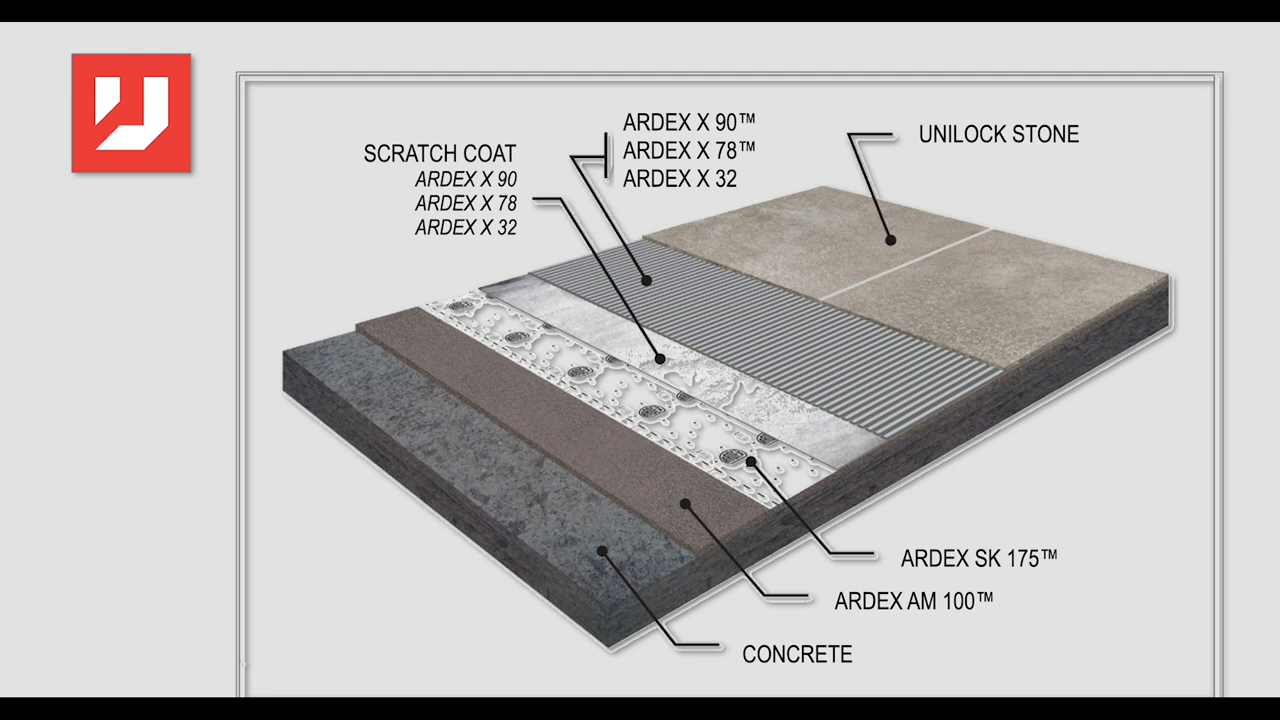 SCRATCH COAT
ARDEX X 90
ARDEX X 78
ARDEX X 32
ARDEX X 90™
ARDEX X 78™
ARDEX X 32
UNILOCK STONE
ARDEX SK 175™
ARDEX AM 100™
CONCRETE